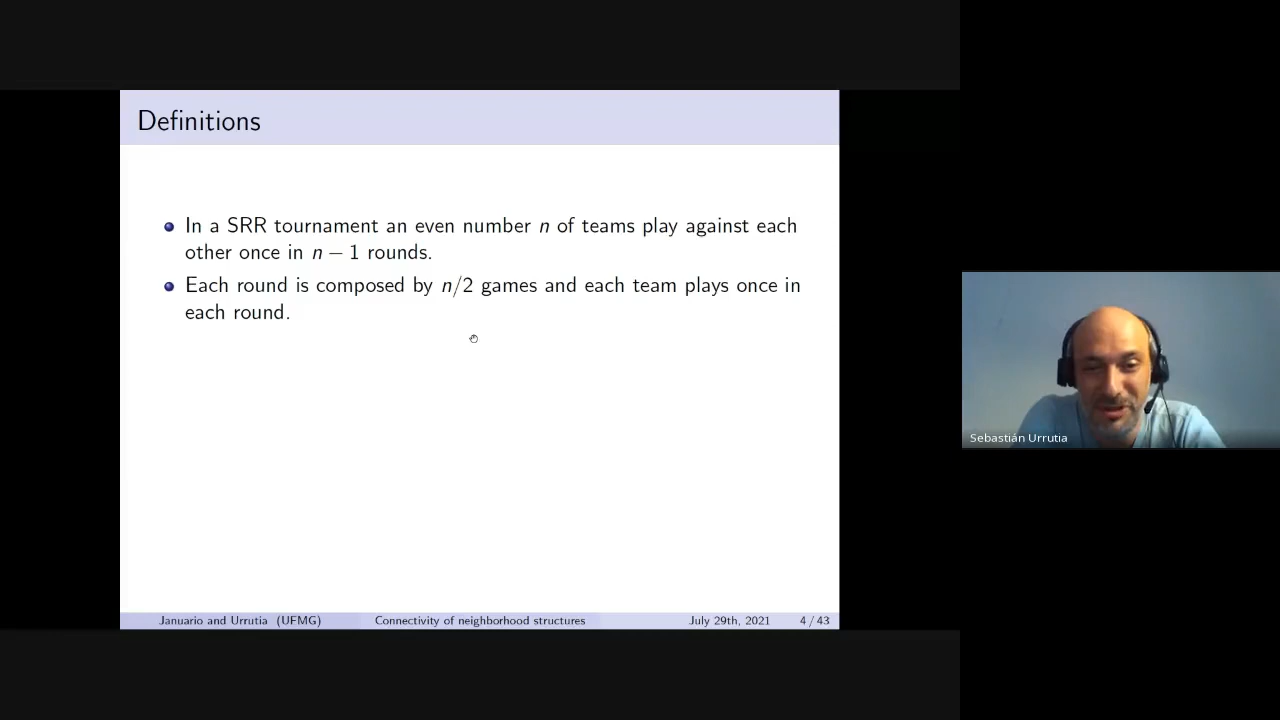 Definitions
In a SRR tournament an even number n of teams play against each
other once in n − 1 rounds.
Each round is composed by n/2 games and each team plays once in
each round.
Sebastián Urrutia
Januario and Urrutia (UFMG) Connectivity of neighborhood structures July 29th, 2021 4 / 43